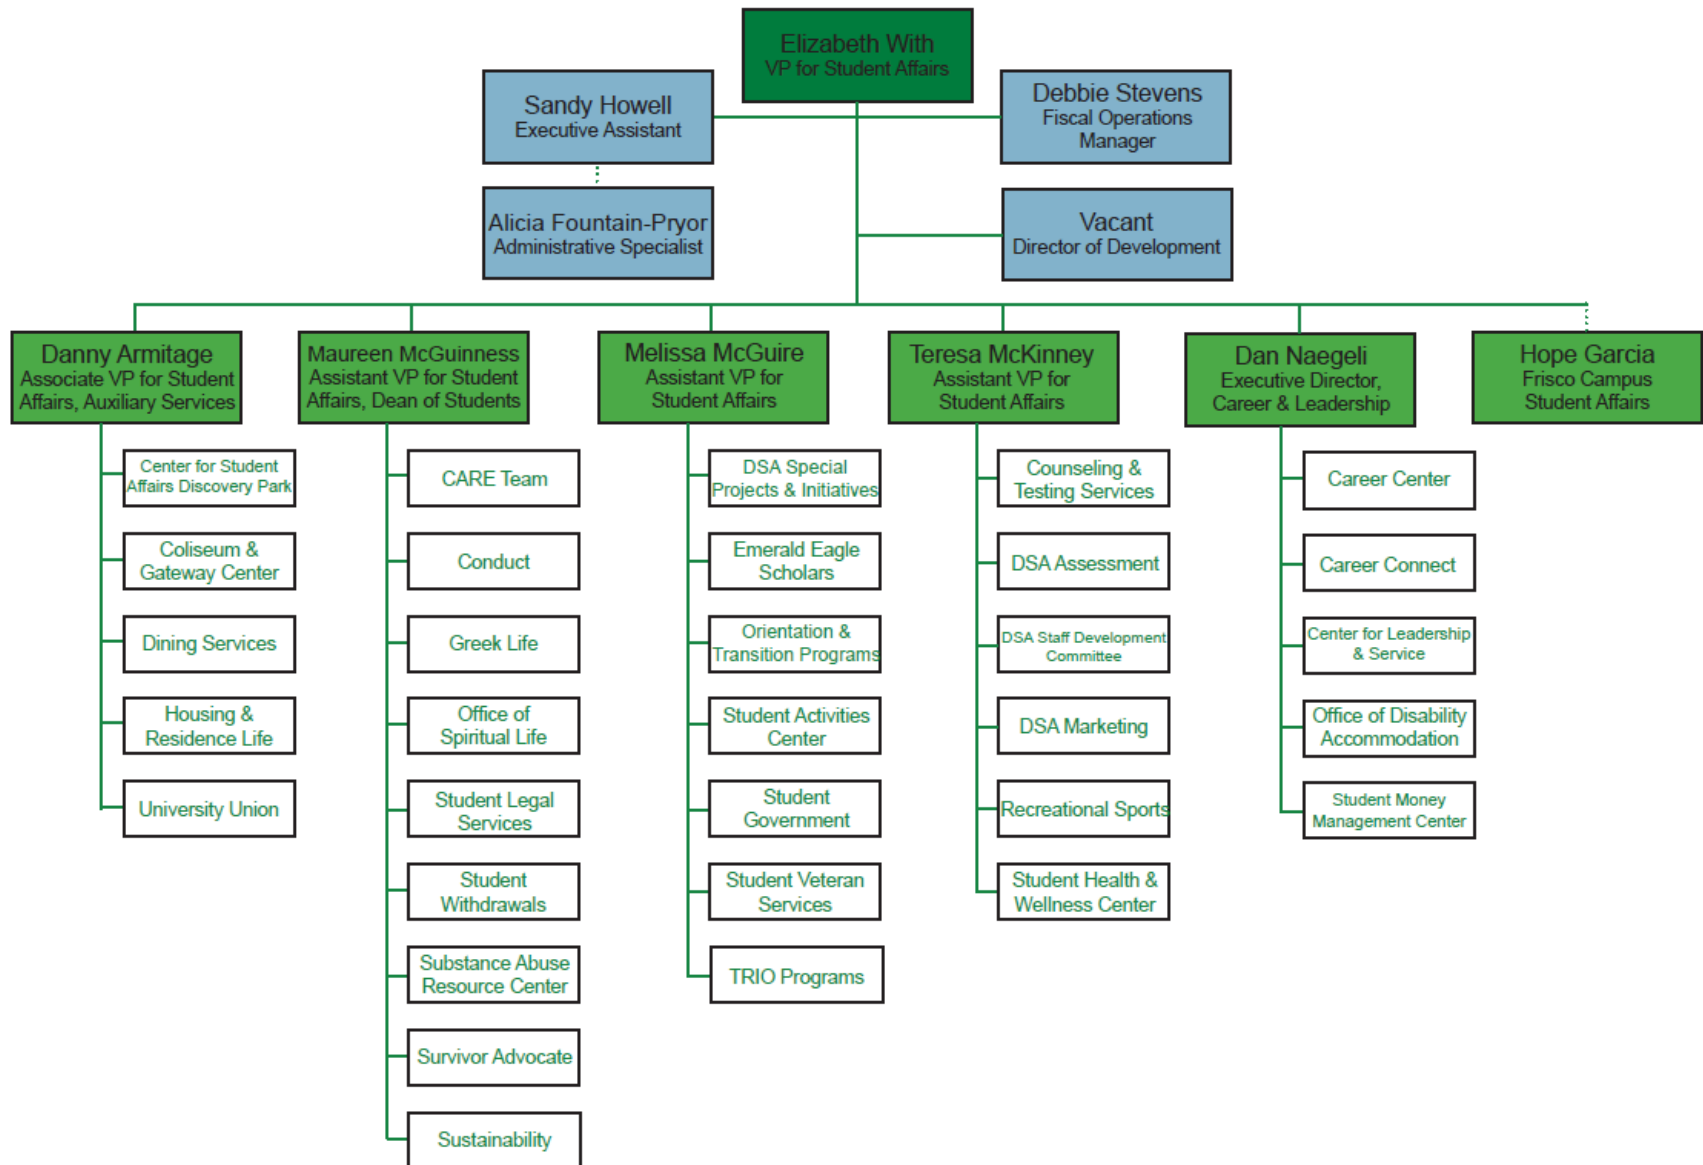 Elizabeth With
VP for Student Affairs
Sandy Howell
Executive Assistant
Debbie Stevens
Fiscal Operations
Manager
Alicia Fountain-Pryor
Administrative Specialist
Vacant
Director of Development
Danny Armitage
Associate VP for Student
Affairs, Auxiliary Services
Center for Student
Affairs Discovery Park
Coliseum &
Gateway Center
Dining Services
Housing &
Residence Life
University Union
Maureen McGuinness
Assistant VP for Student
Affairs, Dean of Students
CARE Team
Conduct
Greek Life
Office of
Spiritual Life
Student Legal
Services
Student
Withdrawals
Substance Abuse
Resource Center
Survivor Advocate
Sustainability
Melissa McGuire
Assistant VP for
Student Affairs
DSA Special
Projects & Initiatives
Emerald Eagle
Scholars
Orientation &
Transition Programs
Student Activities
Center
Student
Government
Student Veteran
Services
TRIO Programs
Teresa McKinney
Assistant VP for
Student Affairs
Counseling &
Testing Services
DSA Assessment
DSA Staff Development
Committee
DSA Marketing
Recreational Sports
Student Health &
Wellness Center
Dan Naegeli
Executive Director,
Career & Leadership
Career Center
Career Connect
Center for Leadership
& Service
Office of Disability
Accommodation
Student Money
Management Center
Hope Garcia
Frisco Campus
Student Affairs